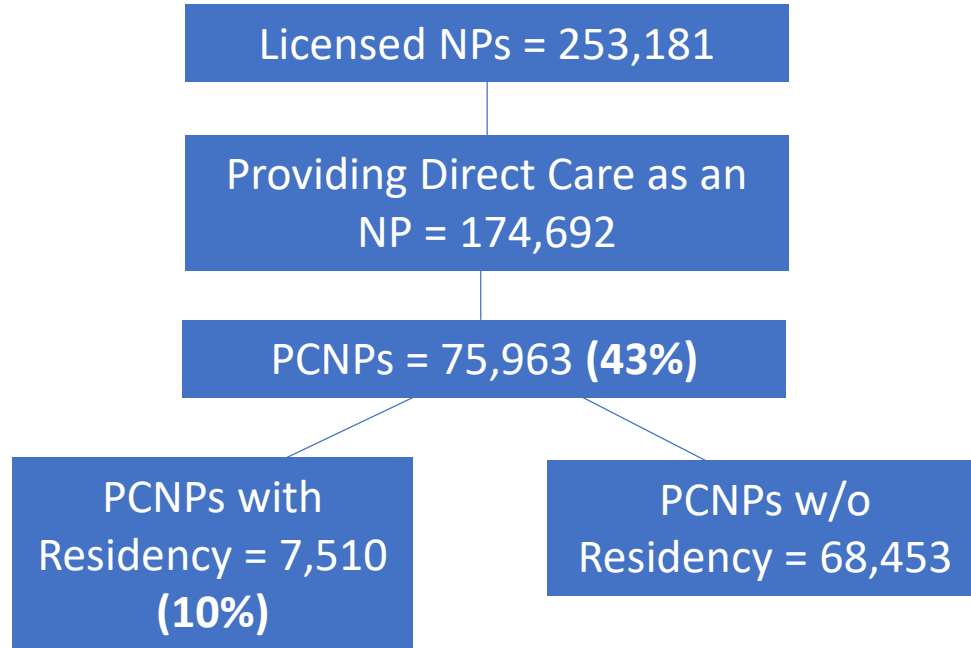 Licensed NPs = 253,181
Providing Direct Care as an
NP = 174,692
PCNPs = 75,963 (43%)
PCNPs with
Residency = 7,510
(10%)
PCNPs w/o
Residency = 68,453